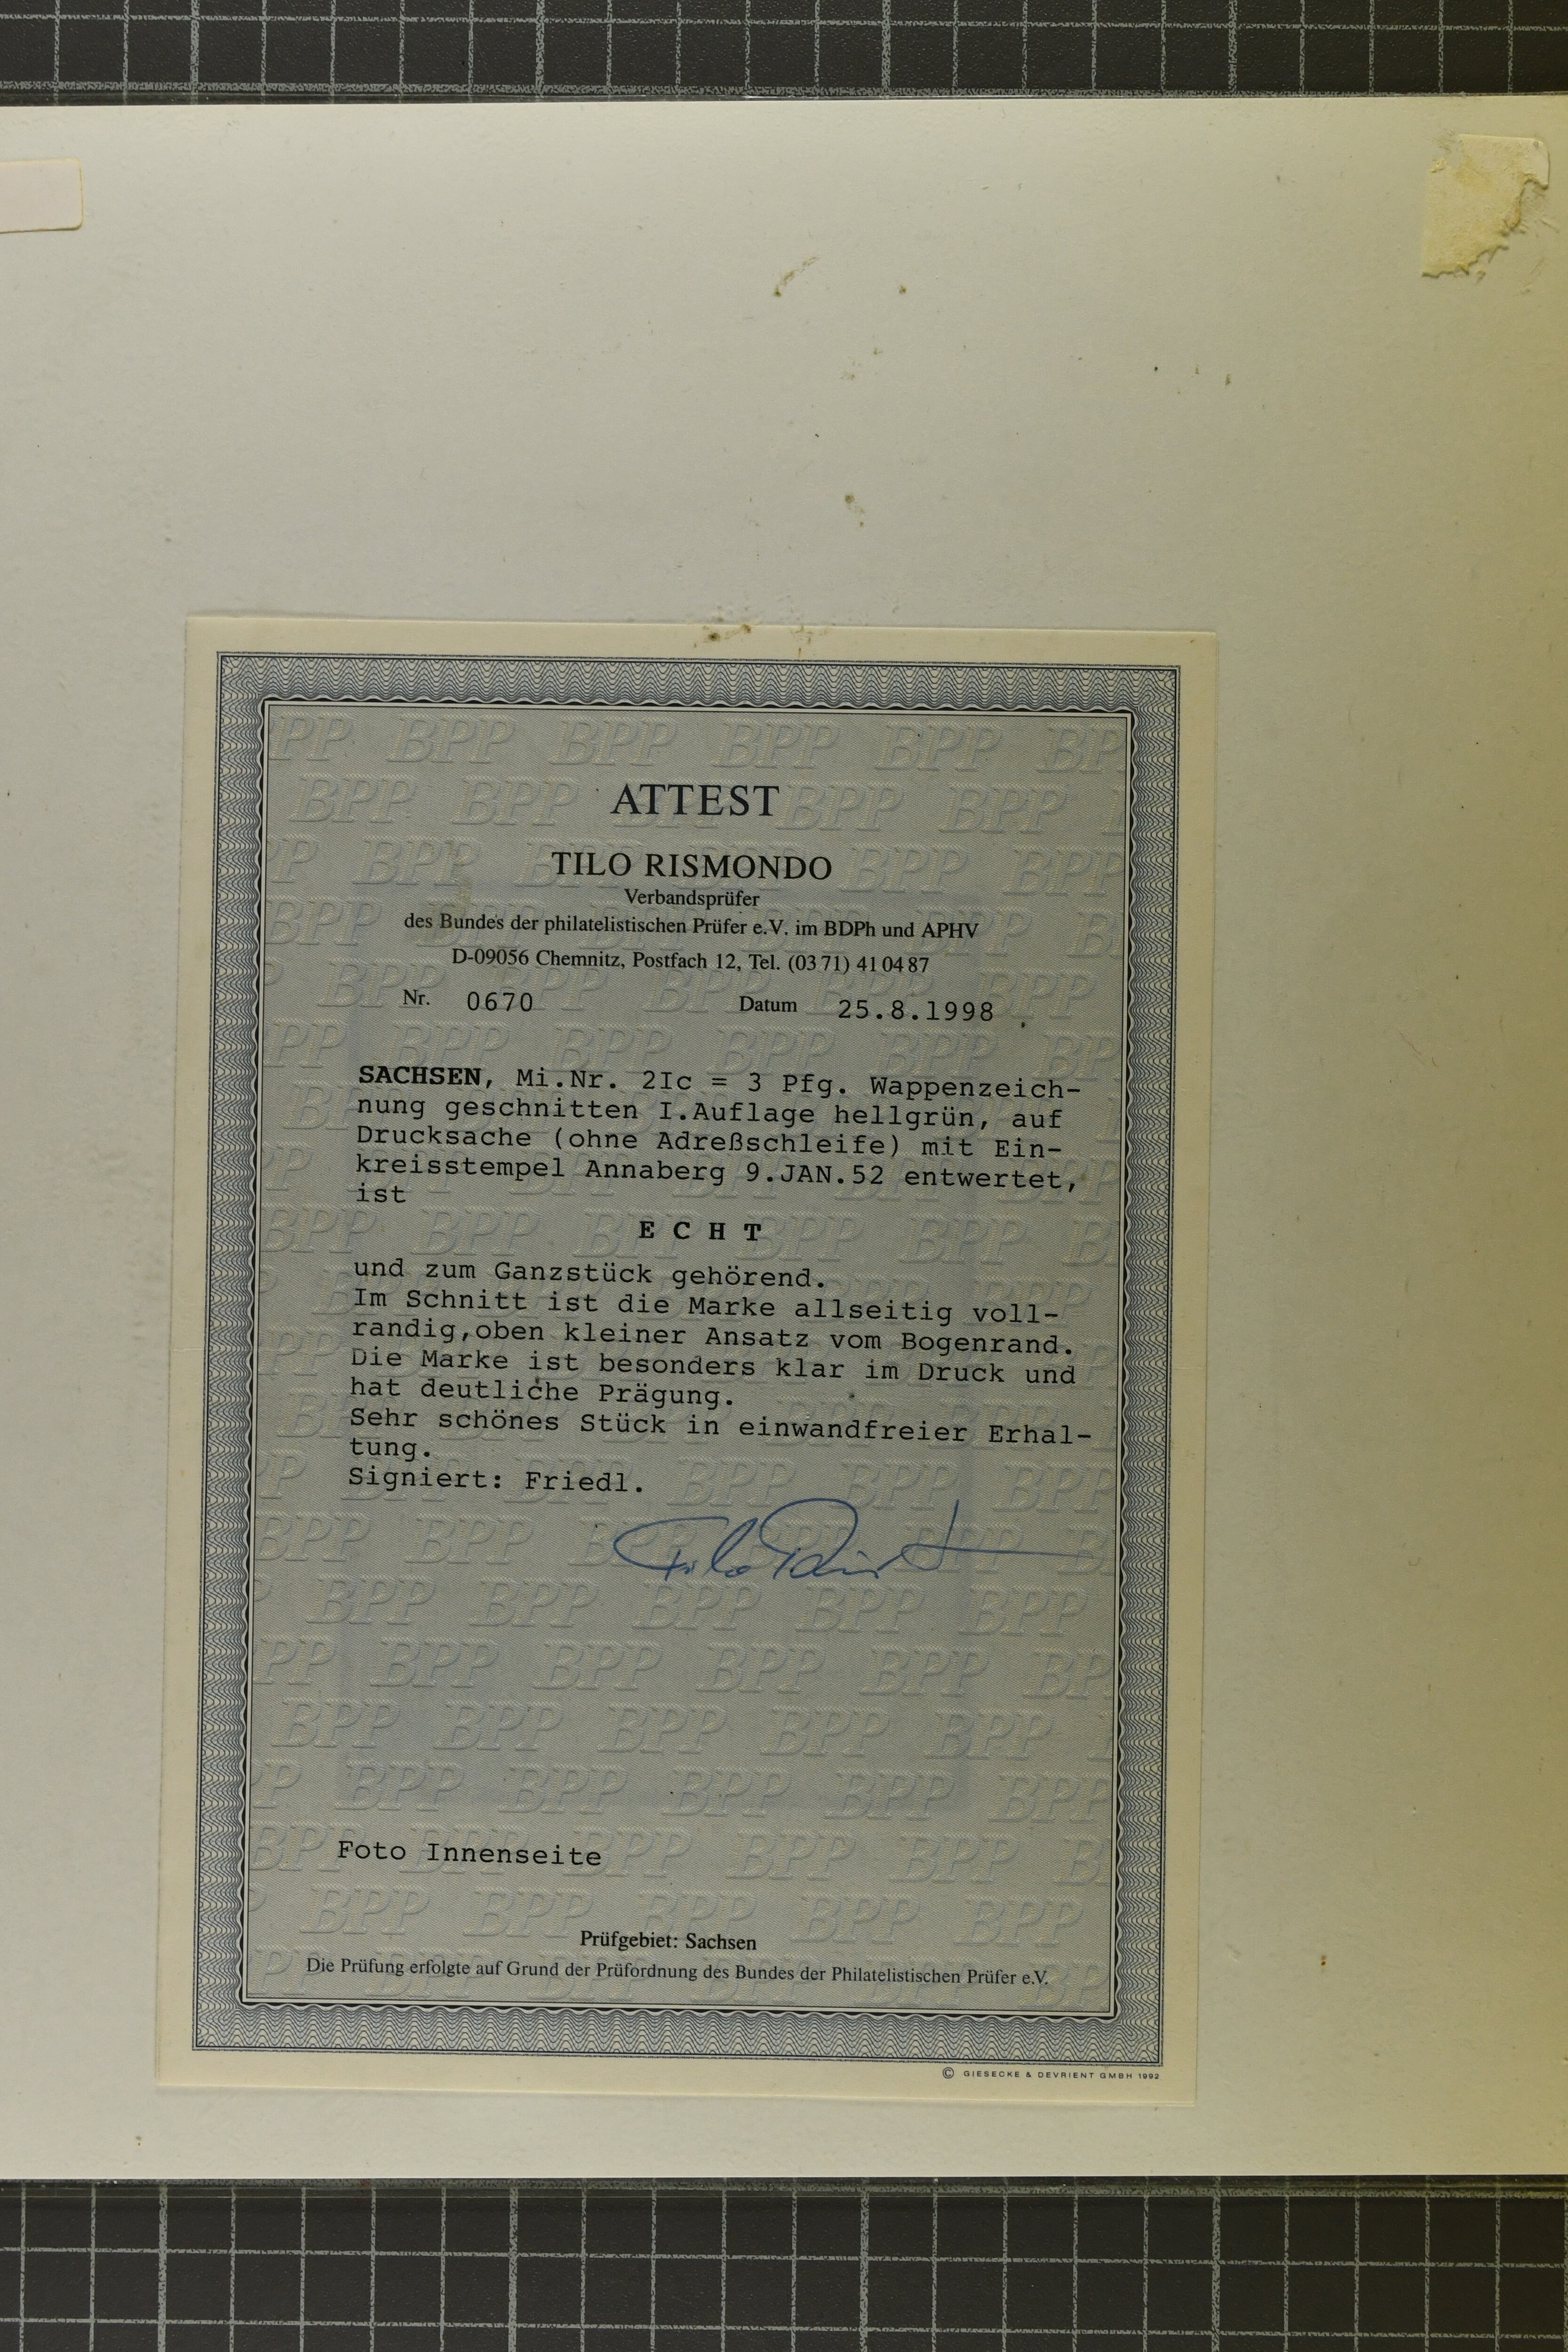 ATTEST
TILO RISMONDO
Verbandsprüfer
des Bundes der philatelistischen Prüfer e.V. im BDPh und APHV
D-09056 Chemnitz, Postfach 12, Tel. (03 71) 41 04 87
Nr. 0670 Datum 25.8.1998
SACHSEN, Mi.Nr. 2Ic = 3 Pfg. Wappenzeich-
nung geschnitten I.Auflage hellgrün, auf
Drucksache (ohne Adreßschleife) mit Ein-
kreisstempel Annaberg 9.JAN.52 entwertet,
ist
E C H T
und zum Ganzstück gehörend.
Im Schnitt ist die Marke allseitig voll-
randig,oben kleiner Ansatz vom Bogenrand.
Die Marke ist besonders klar im Druck und
hat deutliche Prägung.
Sehr schönes Stück in einwandfreier Erhal-
tung.
Signiert: Friedl.
Foto Innenseite
Prüfgebiet: Sachsen
Die Prüfung erfolgte auf Grund der Prüfordnung des Bundes der Philatelistischen Prüfer e.V.
© GIESECKE & DEVRIENT GMBH 1992